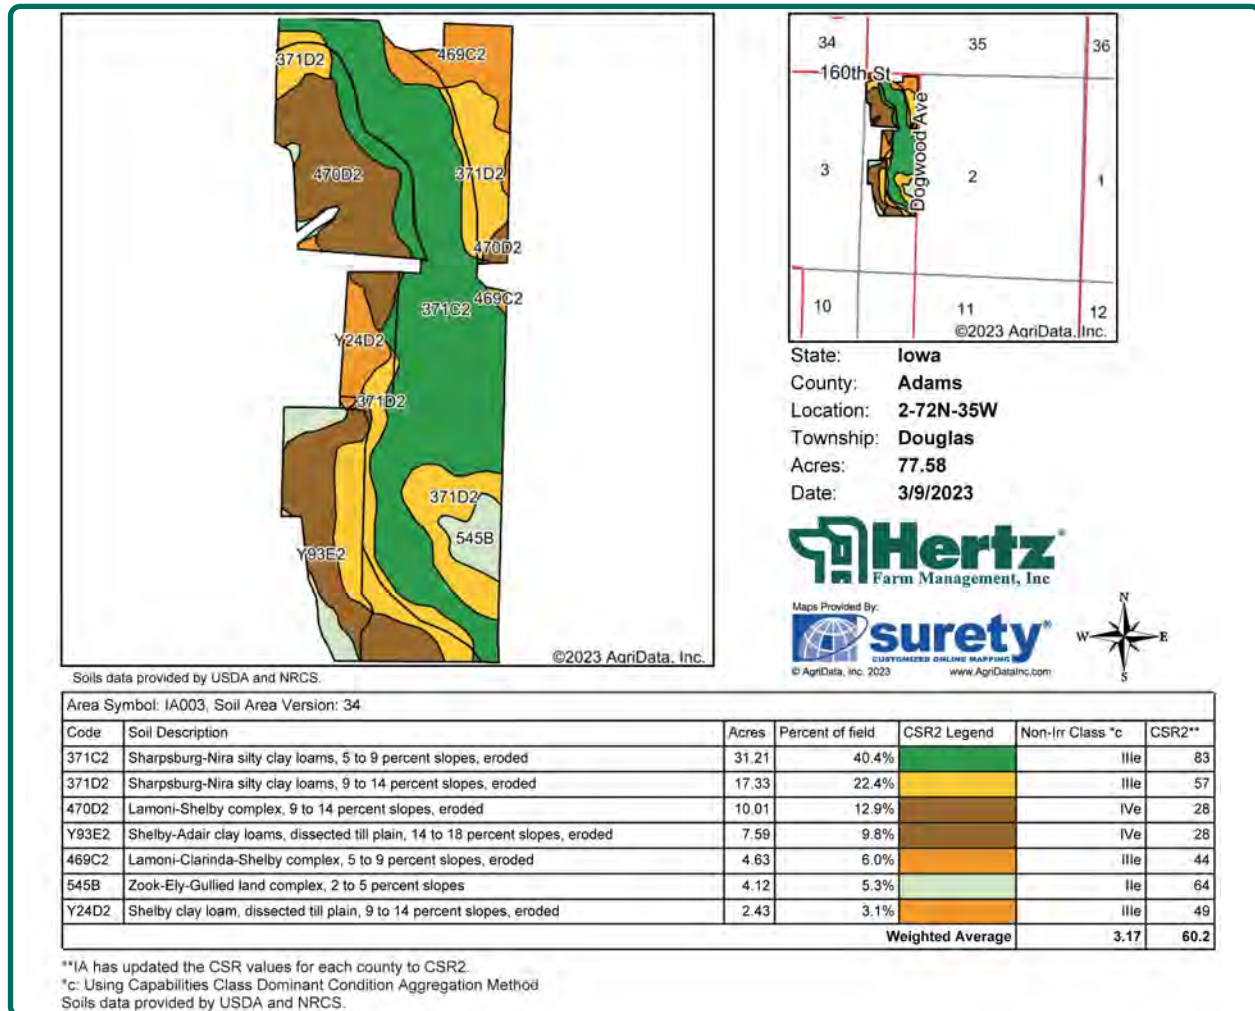 371D2
469C2
470D2
371D2
470D2
371C2
469C2
Y24D2
371D2
371D2
545B
Y93E2
©2023 AgriData, Inc.
Soils data provided by USDA and NRCS.
34
35
36
160th St
Dogwood Ave
3
2
1
10
11
12
©2023 AgriData, Inc.
State: Iowa
County: Adams
Location: 2-72N-35W
Township: Douglas
Acres: 77.58
Date: 3/9/2023
Hertz®
Farm Management, Inc
Maps Provided By:
surety®
CUSTOMIZED ONLINE MAPPING
© AgriData, Inc. 2023 www.AgriDataInc.com
N
W E
S
Area Symbol: IA003, Soil Area Version: 34
Code Soil Description Acres Percent of field CSR2 Legend Non-Irr Class *c CSR2**
371C2 Sharpsburg-Nira silty clay loams, 5 to 9 percent slopes, eroded 31.21 40.4% IIIe 83
371D2 Sharpsburg-Nira silty clay loams, 9 to 14 percent slopes, eroded 17.33 22.4% IIIe 57
470D2 Lamoni-Shelby complex, 9 to 14 percent slopes, eroded 10.01 12.9% IVe 28
Y93E2 Shelby-Adair clay loams, dissected till plain, 14 to 18 percent slopes, eroded 7.59 9.8% IVe 28
469C2 Lamoni-Clarinda-Shelby complex, 5 to 9 percent slopes, eroded 4.63 6.0% IIIe 44
545B Zook-Ely-Gullied land complex, 2 to 5 percent slopes 4.12 5.3% IIe 64
Y24D2 Shelby clay loam, dissected till plain, 9 to 14 percent slopes, eroded 2.43 3.1% IIIe 49
Weighted Average 3.17 60.2
**IA has updated the CSR values for each county to CSR2.
*c: Using Capabilities Class Dominant Condition Aggregation Method
Soils data provided by USDA and NRCS.